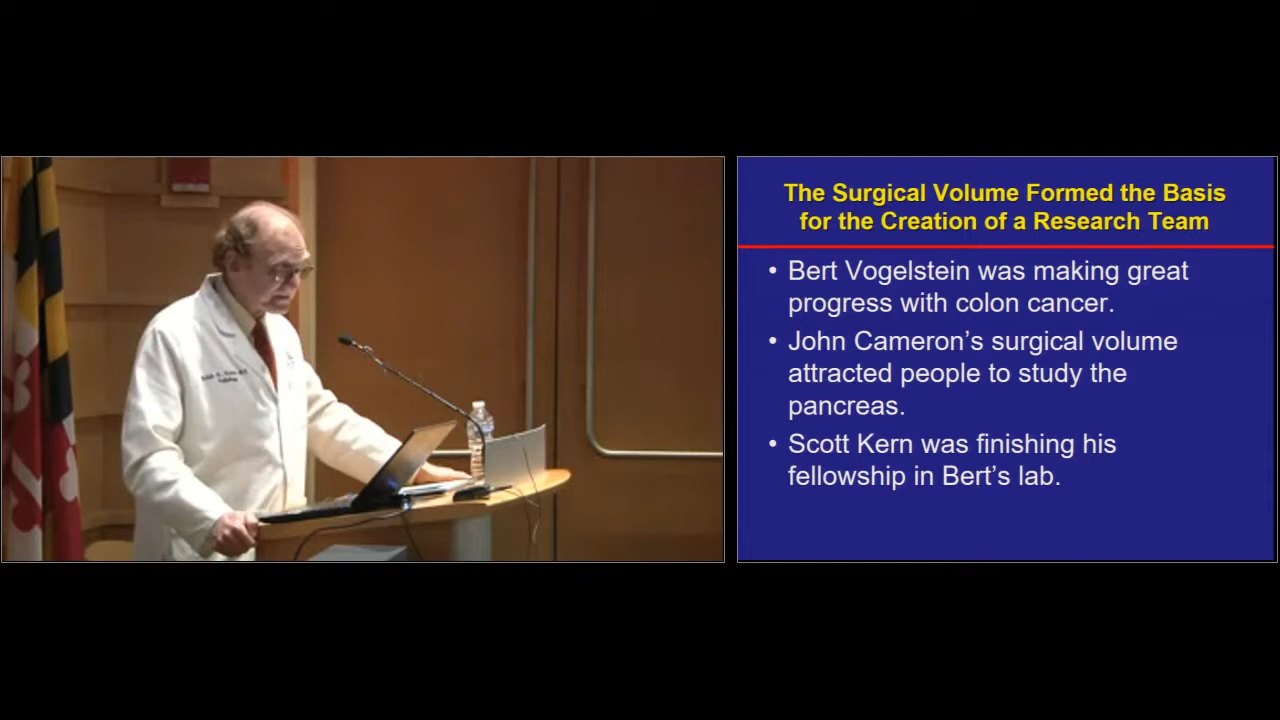 The Surgical Volume Formed the Basis
for the Creation of a Research Team
• Bert Vogelstein was making great
progress with colon cancer.
• John Cameron's surgical volume
attracted people to study the
pancreas.
• Scott Kern was finishing his
fellowship in Bert's lab.